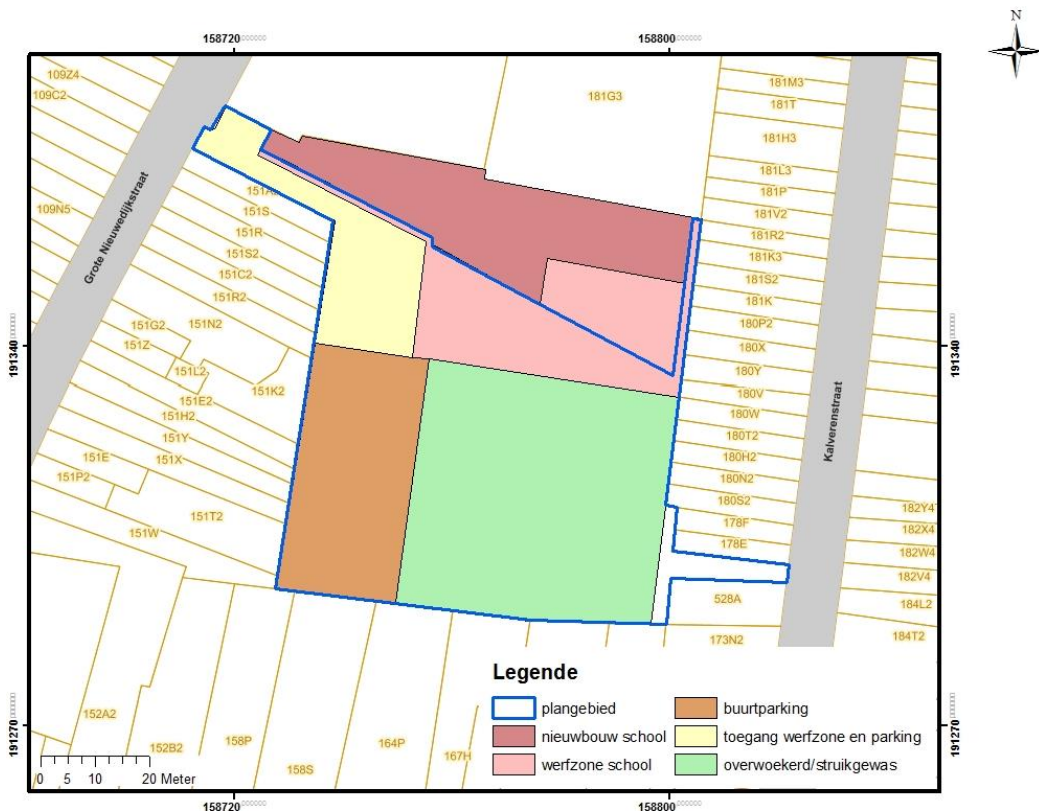 N
158720
158800
109Z4
109C2
181G3
181M3
181T
181H3
181L3
181P
181V2
181R2
181K3
181S2
181K
180P2
180X
180Y
180V
180W
180T2
180H2
180N2
180S2
178F
178E
528A
173N2
109N5
Grote Nieuwedijkstraat
151S
151R
151S2
151C2
151R2
151G2
151N2
151Z
151L2
151K2
151E2
151H2
151Y
151X
151E
151P2
151T2
151W
Kalverenstraat
182Y4
182X4
182W4
182V4
184L2
184T2
191340
191340
191270
191270
152A2
152B2
158P
158S
164P
167H
0 5 10 20 Meter
Legende
plangebied
nieuwbouw school
werfzone school
buurtparking
toegang werfzone en parking
overwoekerd/struikgewas
158720
158800